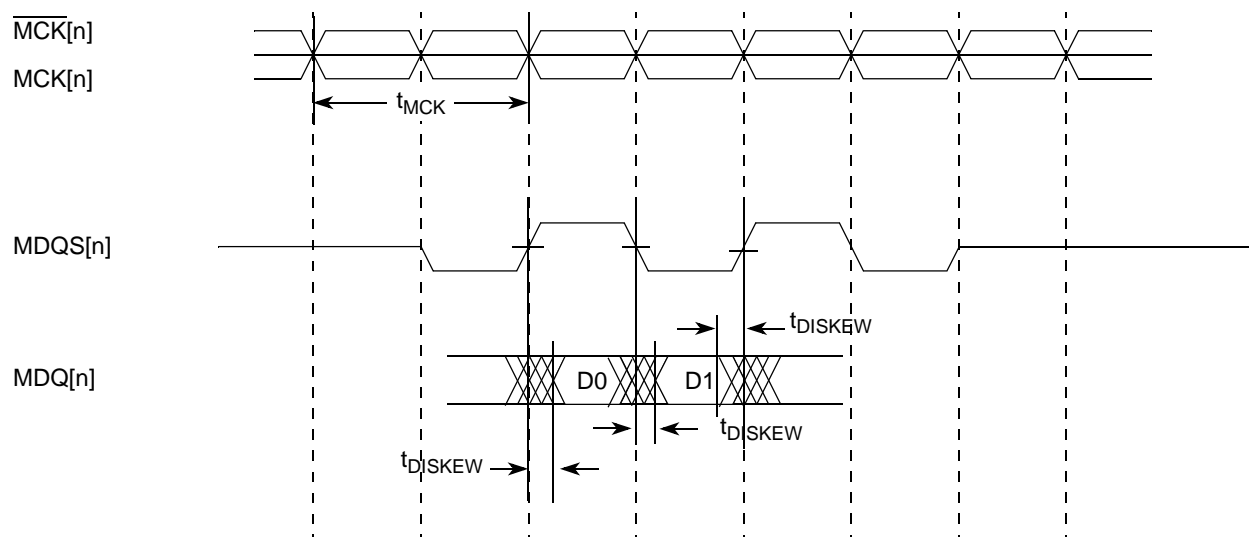 MCK[n]
MCK[n]
tMCK
MDQS[n]
tDISKEW
MDQ[n]
D0
D1
tDISKEW
tDISKEW